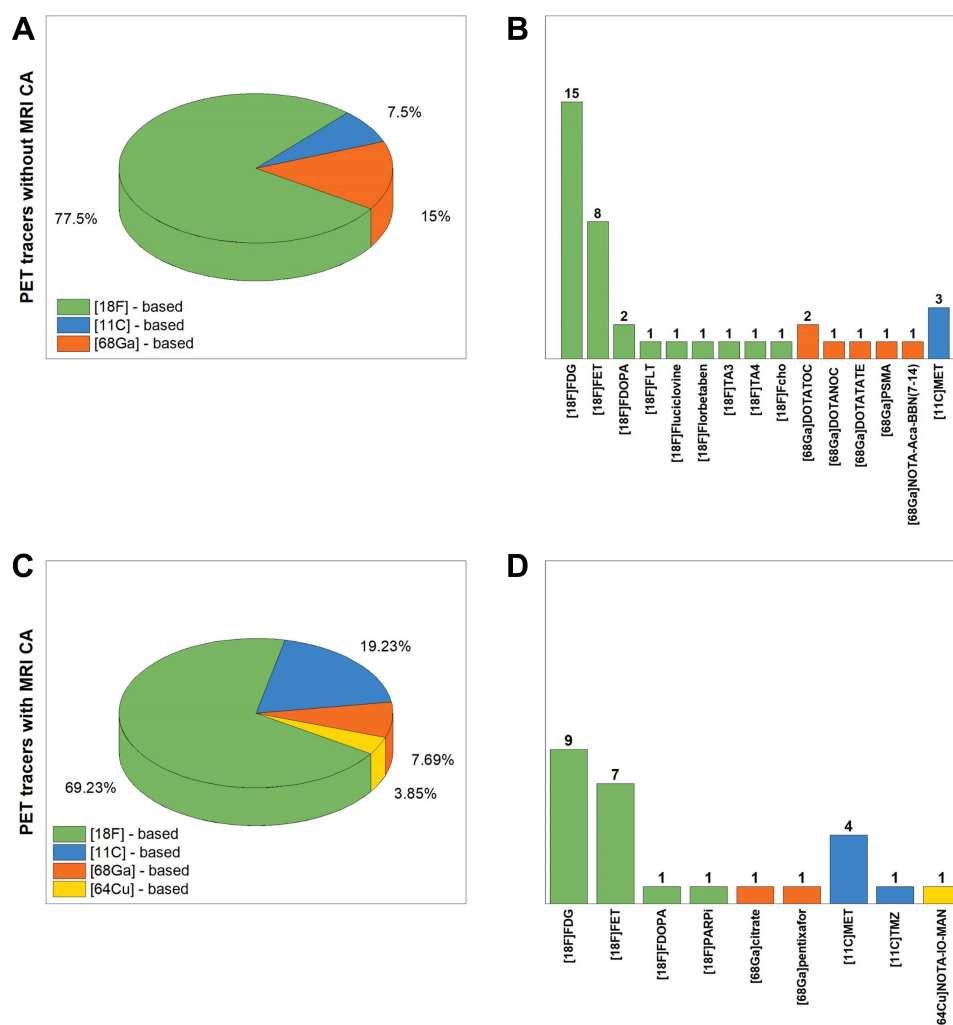 A
PET tracers without MRI CA
7.5%
77.5%
15%
[18F] - based
[11C] - based
[68Ga] - based
B
15
8
2
1
1
1
1
1
1
2
1
1
1
1
3
[18F]FDG
[18F]FET
[18F]FDOPA
[18F]FLT
[18F]Fluciclovine
[18F]Florbetaben
[18F]TA3
[18F]TA4
[18F]Fcho
[68Ga]DOTATOC
[68Ga]DOTANOC
[68Ga]DOTATATE
[68Ga]PSMA
[68Ga]NOTA-Aca-BBN(7-14)
[11C]MET
C
PET tracers with MRI CA
19.23%
7.69%
3.85%
69.23%
[18F] - based
[11C] - based
[68Ga] - based
[64Cu] - based
D
9
7
1
1
1
1
4
1
1
[18F]FDG
[18F]FET
[18F]FDOPA
[18F]PARPi
[68Ga]citrate
[68Ga]pentixafor
[11C]MET
[11C]TMZ
64Cu]NOTA-IO-MAN